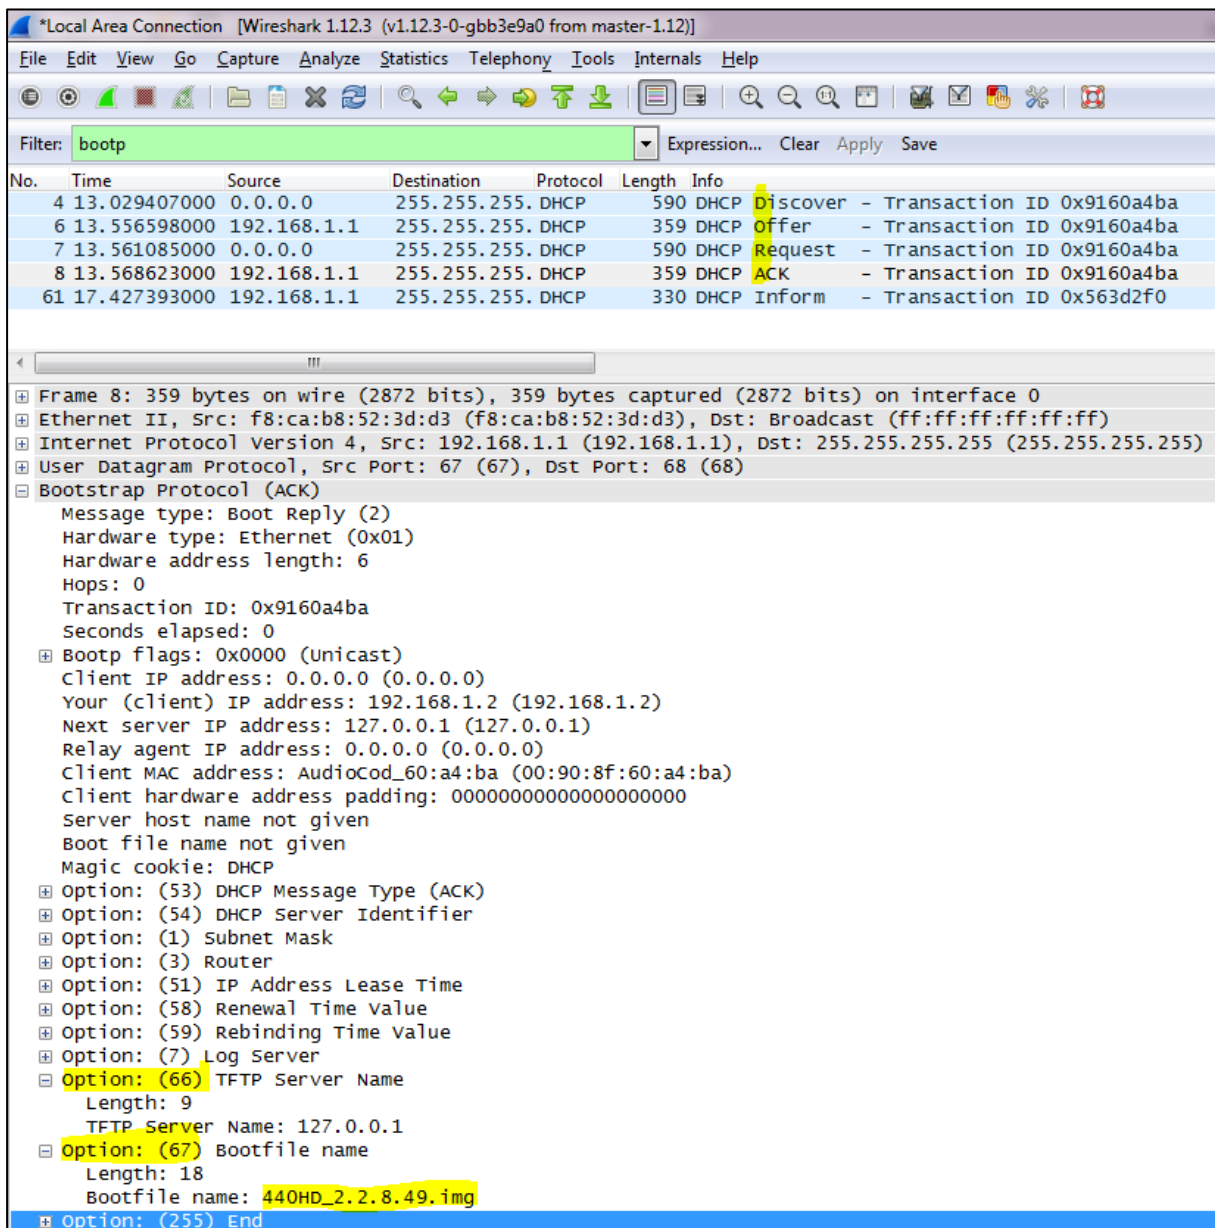 *Local Area Connection [Wireshark 1.12.3 (v1.12.3-0-gbb3e9a0 from master-1.12)]
File Edit View Go Capture Analyze Statistics Telephony Tools Internals Help
Filter: bootp Expression... Clear Apply Save
No. Time Source Destination Protocol Length Info
4 13.029407000 0.0.0.0 255.255.255. DHCP 590 DHCP Discover - Transaction ID 0x9160a4ba
6 13.556598000 192.168.1.1 255.255.255. DHCP 359 DHCP Offer - Transaction ID 0x9160a4ba
7 13.561085000 0.0.0.0 255.255.255. DHCP 590 DHCP Request - Transaction ID 0x9160a4ba
8 13.568623000 192.168.1.1 255.255.255. DHCP 359 DHCP ACK - Transaction ID 0x9160a4ba
61 17.427393000 192.168.1.1 255.255.255. DHCP 330 DHCP Inform - Transaction ID 0x563d2f0
Frame 8: 359 bytes on wire (2872 bits), 359 bytes captured (2872 bits) on interface 0
Ethernet II, Src: f8:ca:b8:52:3d:d3 (f8:ca:b8:52:3d:d3), Dst: Broadcast (ff:ff:ff:ff:ff:ff)
Internet Protocol Version 4, Src: 192.168.1.1 (192.168.1.1), Dst: 255.255.255.255 (255.255.255.255)
User Datagram Protocol, Src Port: 67 (67), Dst Port: 68 (68)
Bootstrap Protocol (ACK)
Message type: Boot Reply (2)
Hardware type: Ethernet (0x01)
Hardware address length: 6
Hops: 0
Transaction ID: 0x9160a4ba
Seconds elapsed: 0
Bootp flags: 0x0000 (Unicast)
Client IP address: 0.0.0.0 (0.0.0.0)
Your (client) IP address: 192.168.1.2 (192.168.1.2)
Next server IP address: 127.0.0.1 (127.0.0.1)
Relay agent IP address: 0.0.0.0 (0.0.0.0)
Client MAC address: AudioCod_60:a4:ba (00:90:8f:60:a4:ba)
Client hardware address padding: 00000000000000000000
Server host name not given
Boot file name not given
Magic cookie: DHCP
Option: (53) DHCP Message Type (ACK)
Option: (54) DHCP Server Identifier
Option: (1) Subnet Mask
Option: (3) Router
Option: (51) IP Address Lease Time
Option: (58) Renewal Time Value
Option: (59) Rebinding Time Value
Option: (7) Log Server
Option: (66) TFTP Server Name
Length: 9
TFTP Server Name: 127.0.0.1
Option: (67) Bootfile name
Length: 18
Bootfile name: 440HD_2.2.8.49.img
Option: (255) End